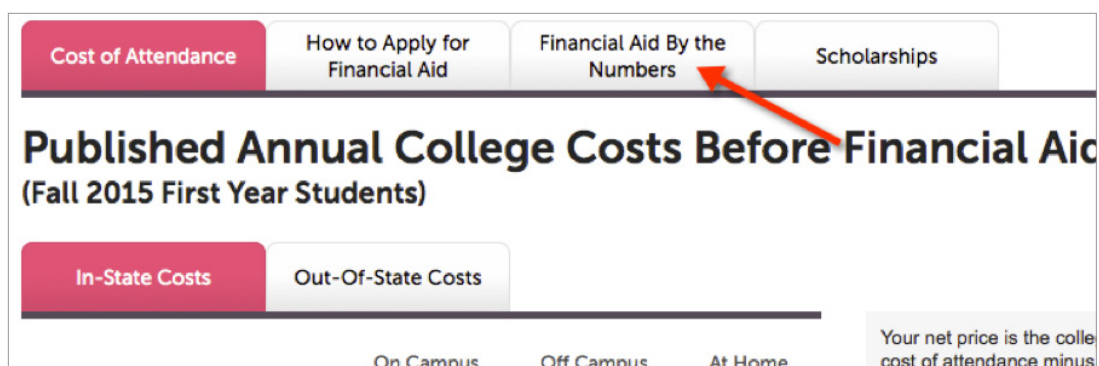 Cost of Attendance
How to Apply for
Financial Aid
Financial Aid By the
Numbers
Scholarships
Published Annual College Costs Before Financial Aid
(Fall 2015 First Year Students)
In-State Costs
Out-Of-State Costs
On Campus
Off Campus
At Home
Your net price is the
cost of attendance minus